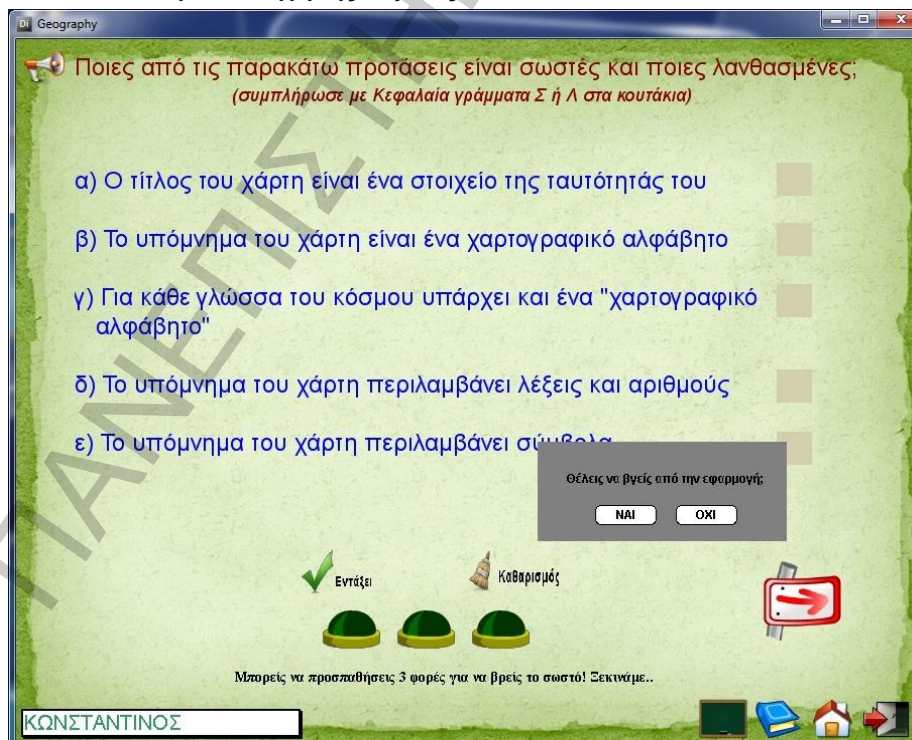 Geography
Ποιες από τις παρακάτω προτάσεις είναι σωστές και ποιες λανθασμένες;
(συμπλήρωσε με Κεφαλαία γράμματα Σ ή Λ στα κουτάκια)
α) Ο τίτλος του χάρτη είναι ένα στοιχείο της ταυτότητάς του
β) Το υπόμνημα του χάρτη είναι ένα χαρτογραφικό αλφάβητο
γ) Για κάθε γλώσσα του κόσμου υπάρχει και ένα "χαρτογραφικό
αλφάβητο"
δ) Το υπόμνημα του χάρτη περιλαμβάνει λέξεις και αριθμούς
ε) Το υπόμνημα του χάρτη περιλαμβάνει σύμβολα
Θέλεις να βγείς από την εφαρμογή;
ΝΑΙ ΟΧΙ
Εντάξει Καθαρισμός
Μπορείς να προσπαθήσεις 3 φορές για να βρείς το σωστό! Ξεκινάμε..
ΚΩΝΣΤΑΝΤΙΝΟΣ